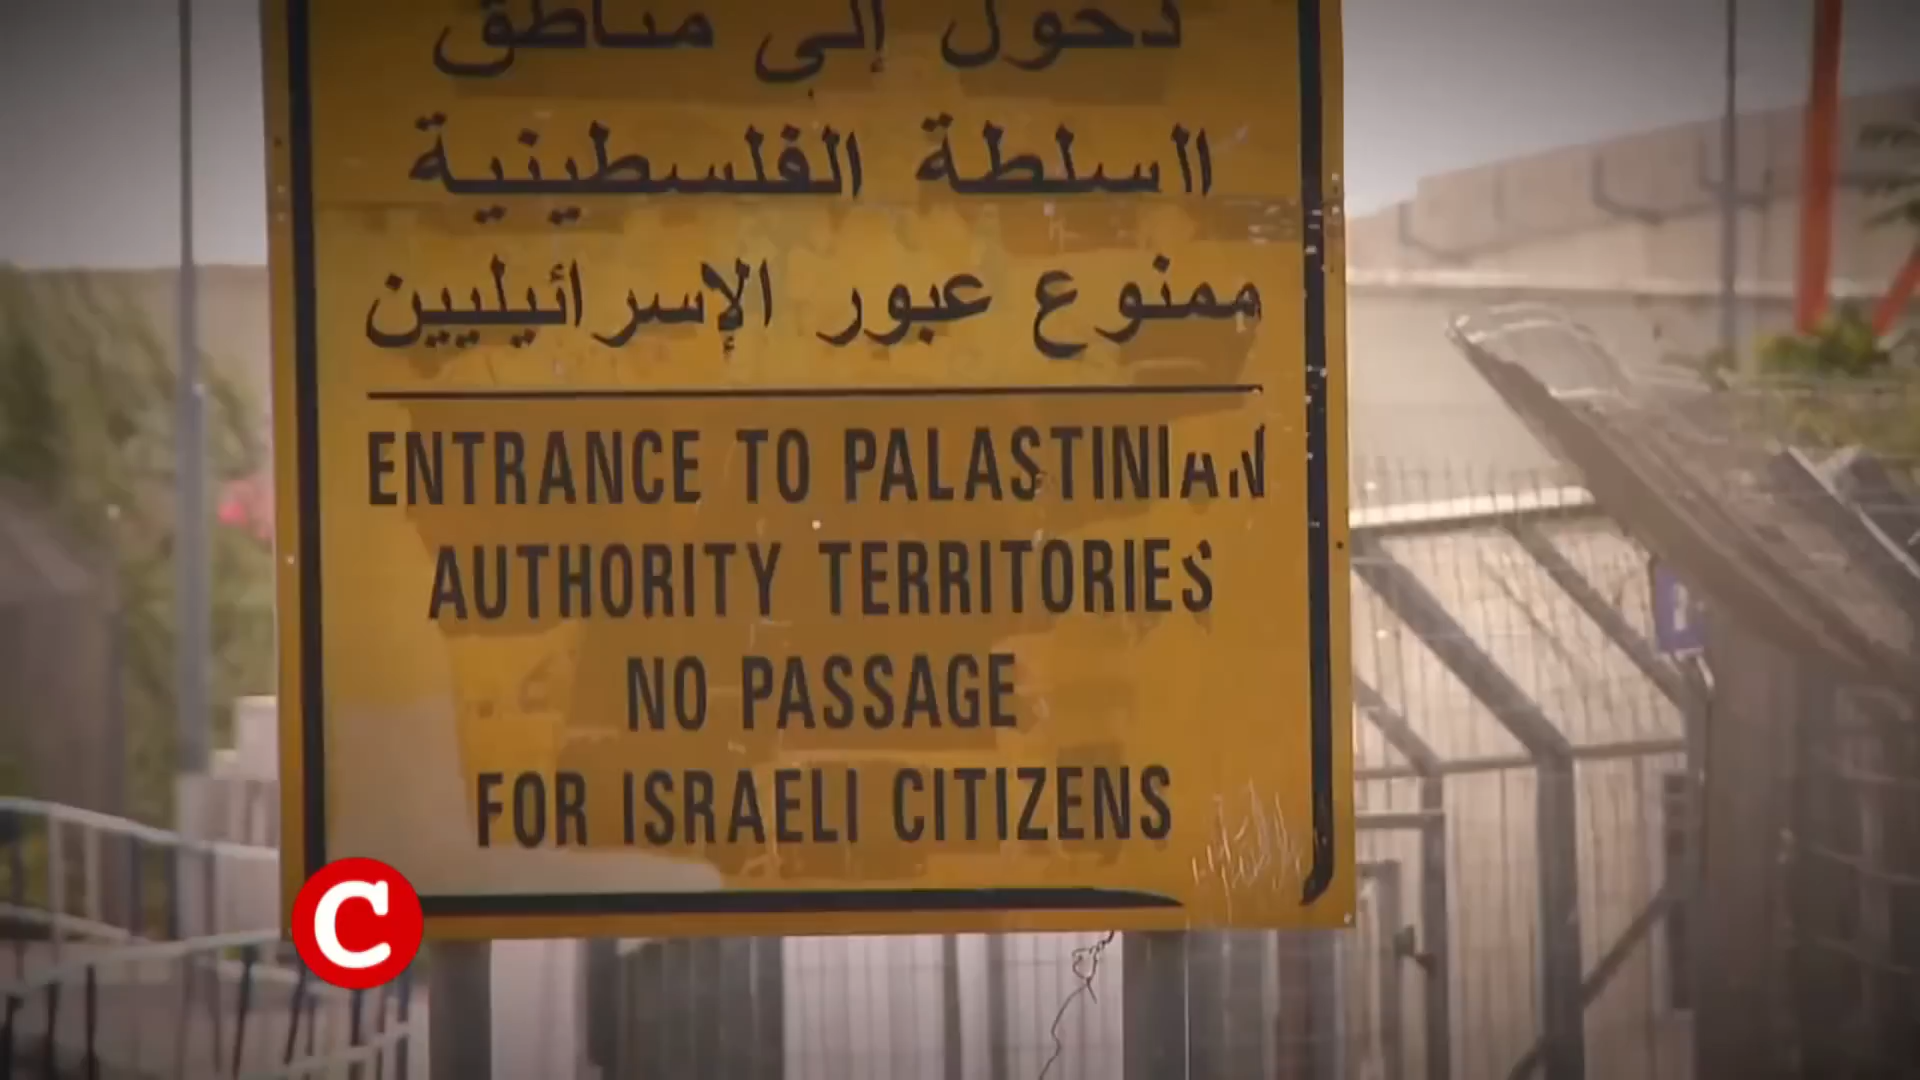 دخول إلى مناطق
السلطة الفلسطينية
ممنوع عبور الإسرائيليين
ENTRANCE TO PALASTINIAN
AUTHORITY TERRITORIES
NO PASSAGE
FOR ISRAELI CITIZENS
C